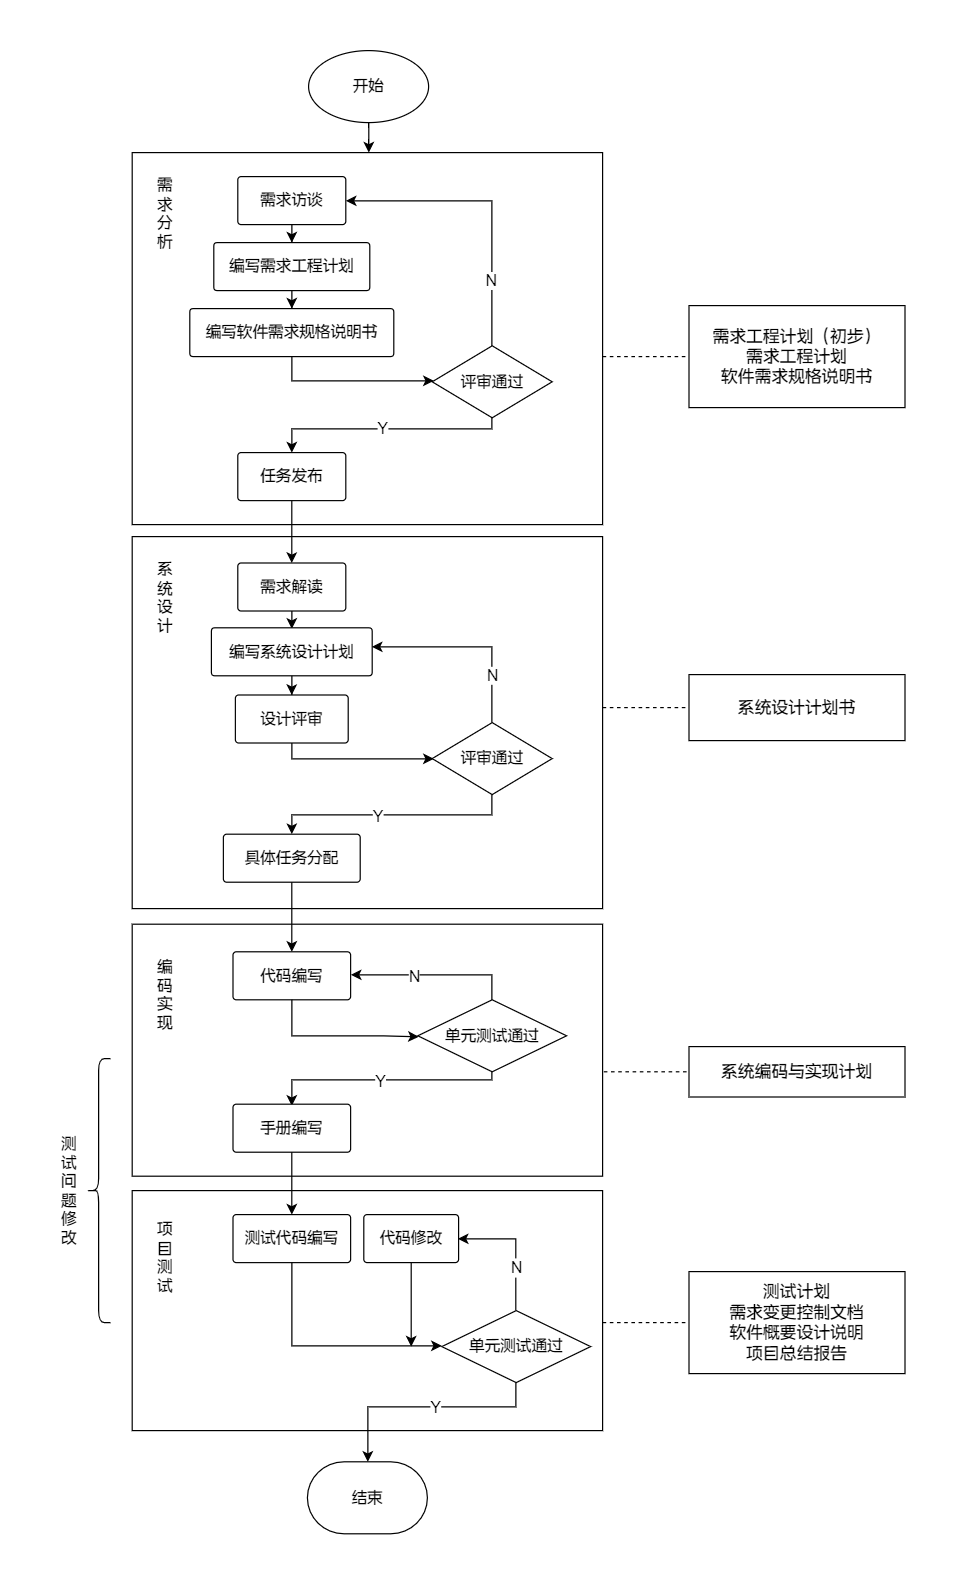 开始
需求分析
需求访谈
编写需求工程计划
编写软件需求规格说明书
N
评审通过
Y
任务发布
需求工程计划（初步）
需求工程计划
软件需求规格说明书
系统设计
需求解读
编写系统设计计划
设计评审
N
评审通过
Y
具体任务分配
系统设计计划书
编码实现
代码编写
N
单元测试通过
Y
手册编写
系统编码与实现计划
测试问题修改
项目测试
测试代码编写
代码修改
N
单元测试通过
Y
测试计划
需求变更控制文档
软件概要设计说明
项目总结报告
结束